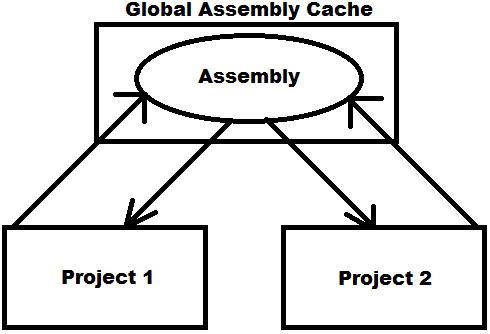 Global Assembly Cache
Assembly
Project 1
Project 2